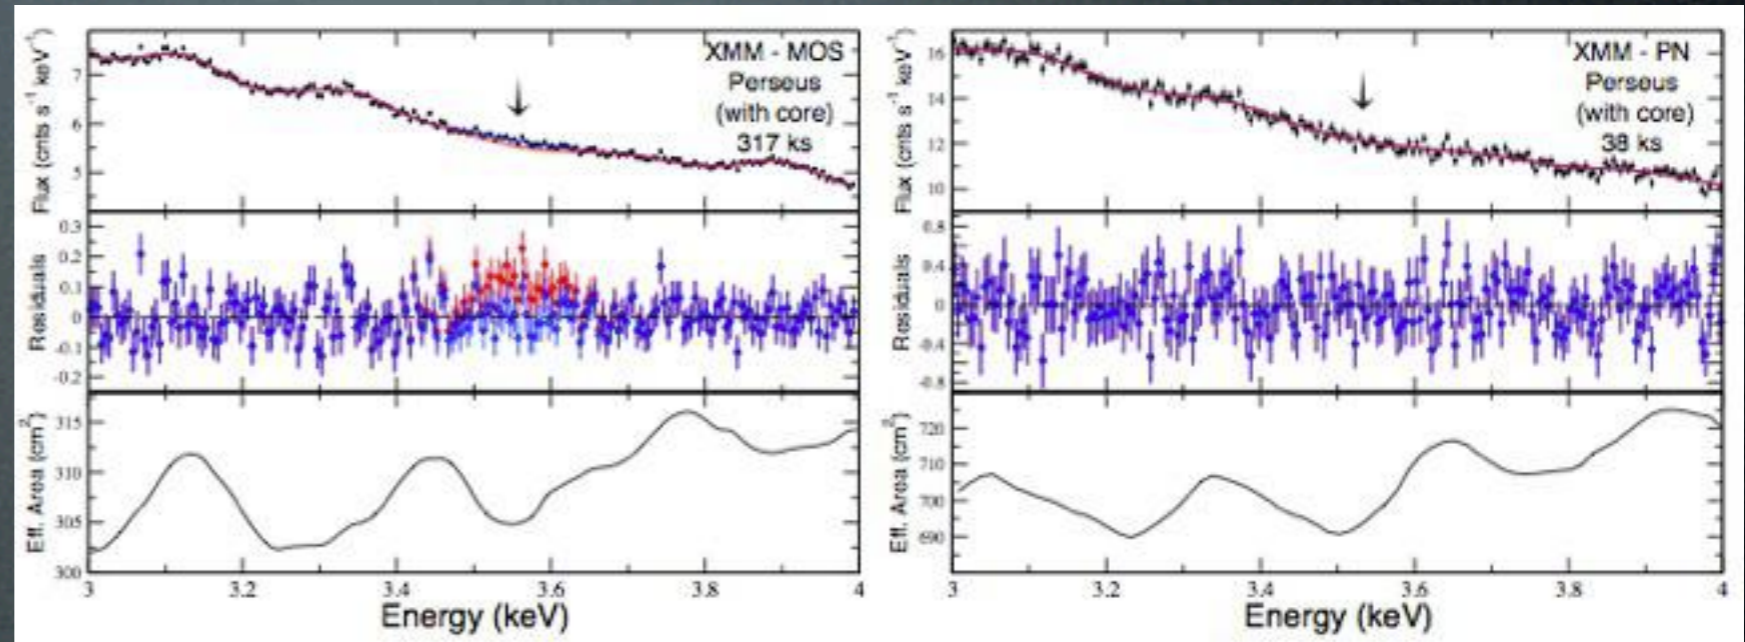 XMM - MOS
Perseus
(with core)
317 ks
Flux (cnts s⁻¹ keV⁻¹)
7
6
5
Residuals
0.3
0.2
0.1
0
-0.1
-0.2
Eff. Area (cm²)
315
310
305
300
3 3.2 3.4 3.6 3.8 4
Energy (keV)
XMM - PN
Perseus
(with core)
38 ks
Flux (cnts s⁻¹ keV⁻¹)
16
14
12
10
Residuals
0.8
0.4
0
-0.4
-0.8
Eff. Area (cm²)
720
710
700
690
3 3.2 3.4 3.6 3.8 4
Energy (keV)